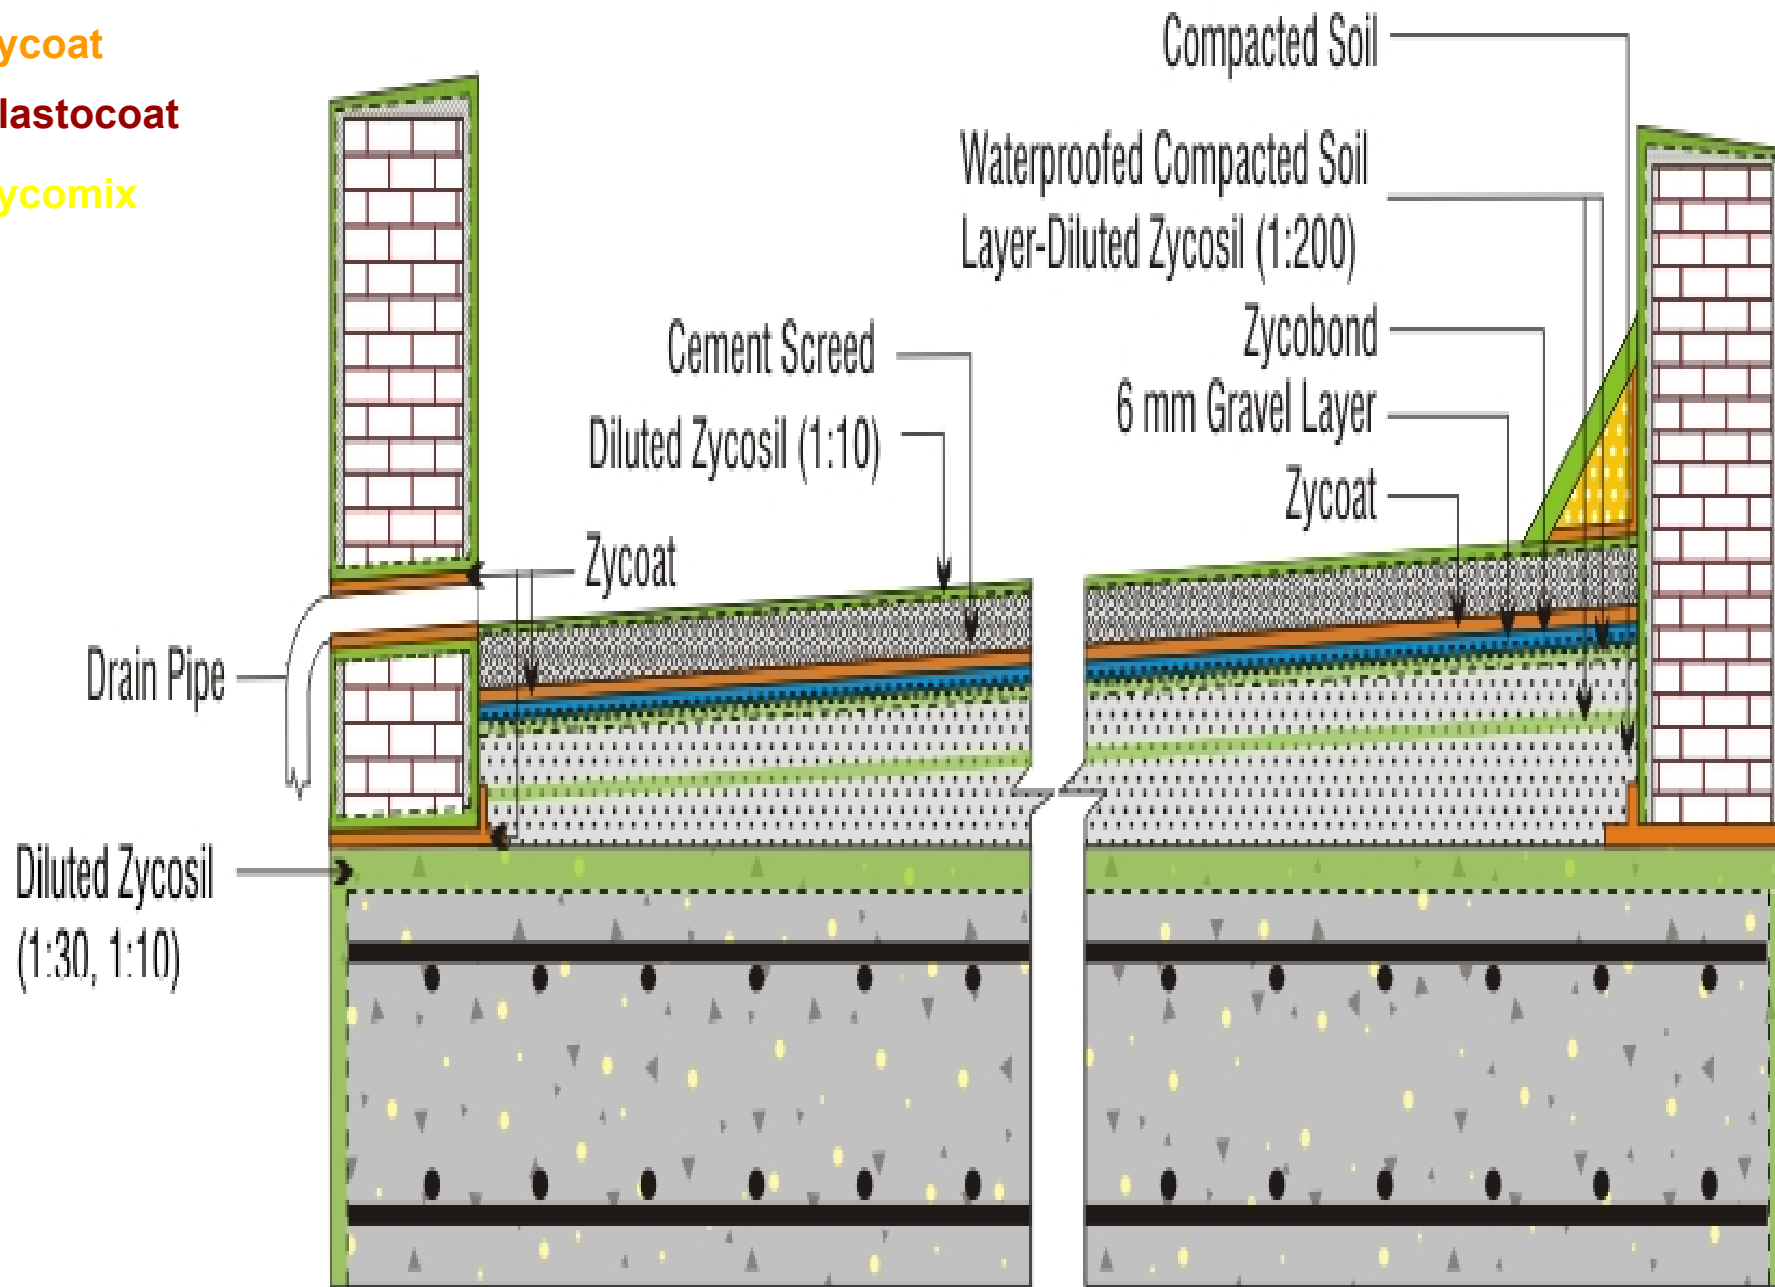 ycoat
lastocoat
ycomix
Compacted Soil
Waterproofed Compacted Soil
Layer-Diluted Zycosil (1:200)
Zycobond
6 mm Gravel Layer
Zycoat
Cement Screed
Diluted Zycosil (1:10)
Zycoat
Drain Pipe
Diluted Zycosil
(1:30, 1:10)